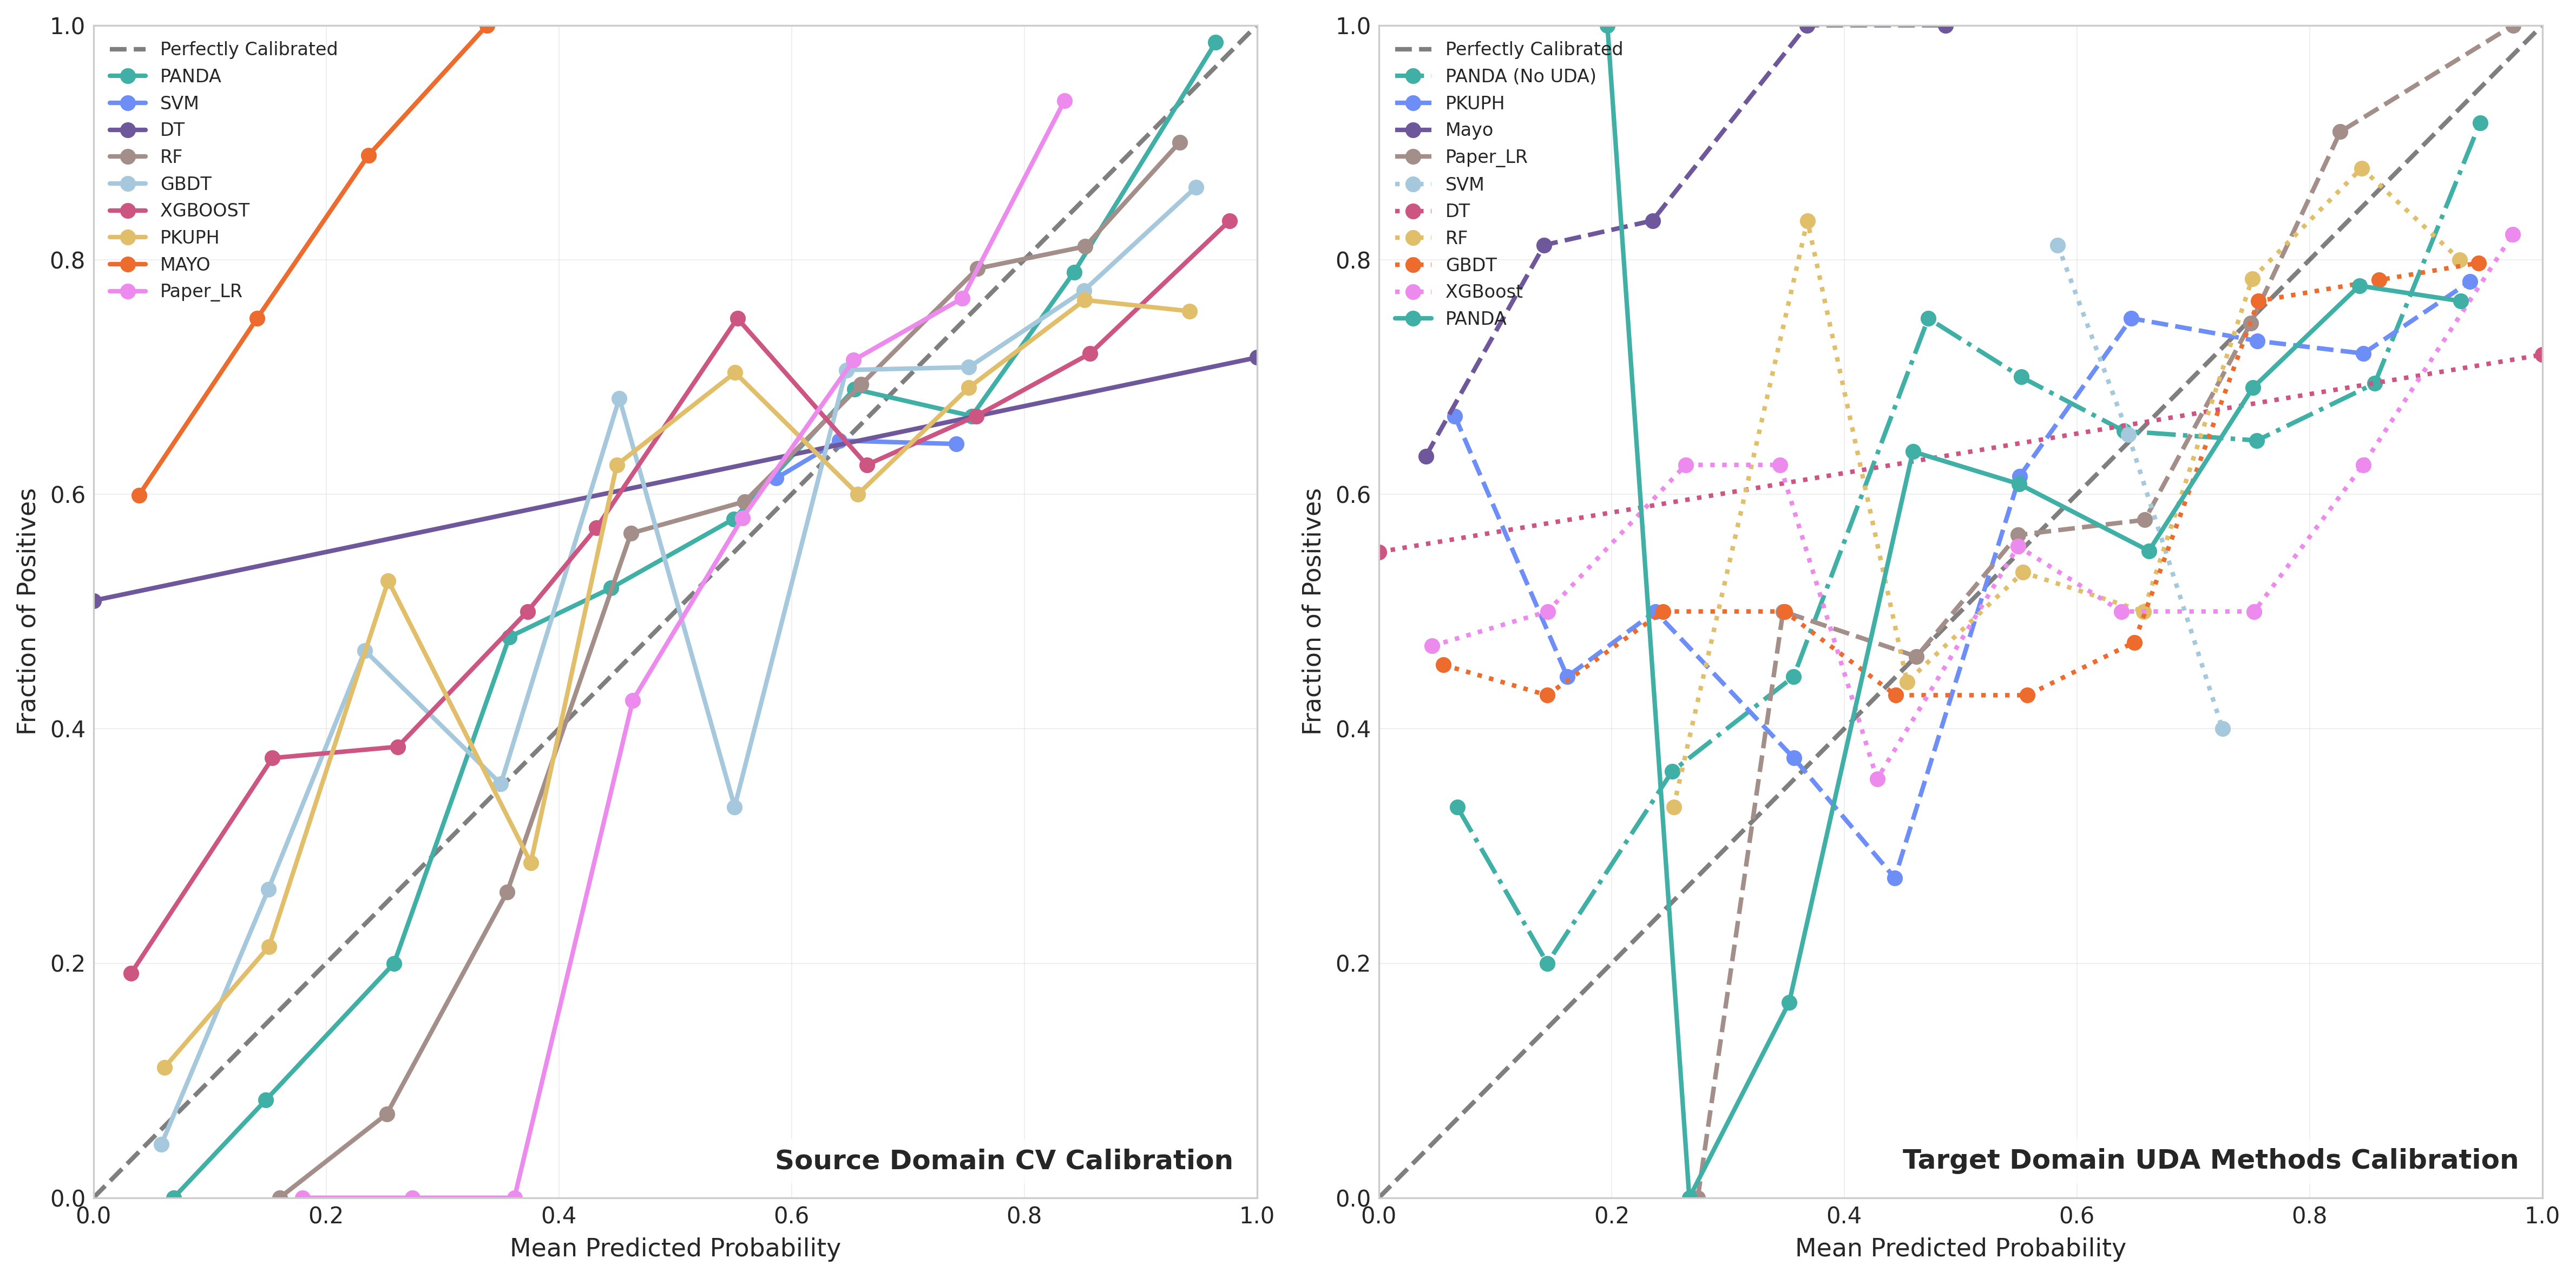 1.0
0.8
0.6
0.4
0.2
0.0
Fraction of Positives
Perfectly Calibrated
PANDA
SVM
DT
RF
GBDT
XGBOOST
PKUPH
MAYO
Paper_LR
Source Domain CV Calibration
0.0 0.2 0.4 0.6 0.8 1.0
Mean Predicted Probability
1.0
0.8
0.6
0.4
0.2
0.0
Fraction of Positives
Perfectly Calibrated
PANDA (No UDA)
PKUPH
Mayo
Paper_LR
SVM
DT
RF
GBDT
XGBoost
PANDA
Target Domain UDA Methods Calibration
0.0 0.2 0.4 0.6 0.8 1.0
Mean Predicted Probability